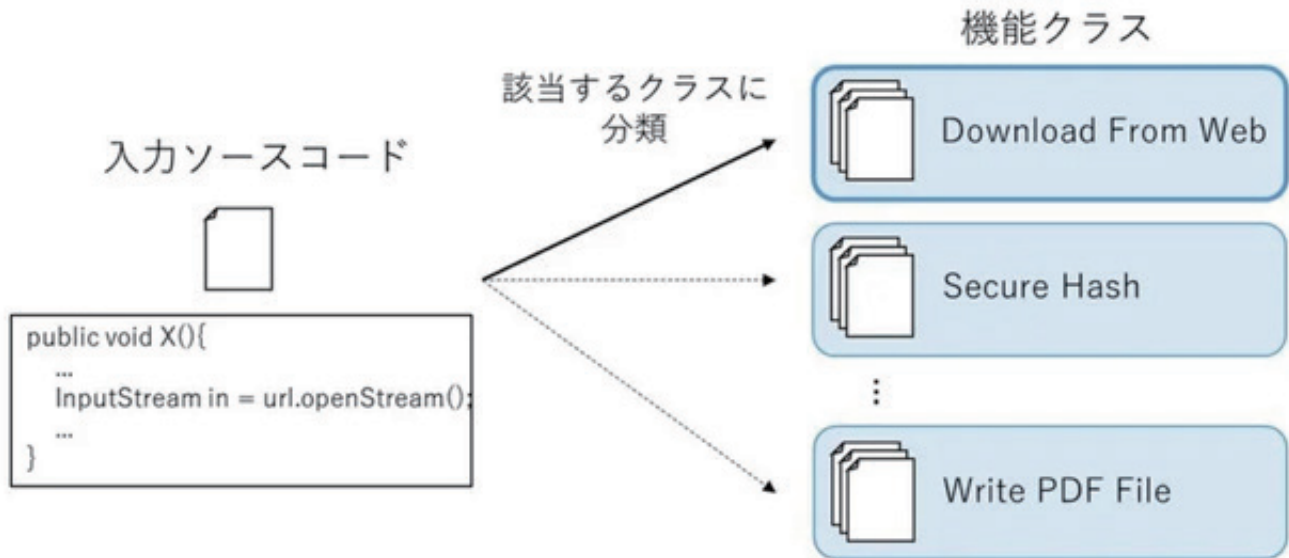 機能クラス
該当するクラスに
分類
Download From Web
入力ソースコード
Secure Hash
public void X(){
...
InputStream in = url.openStream();
...
}
⋮
Write PDF File